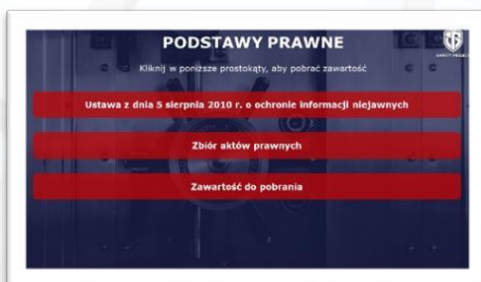 PODSTAWY PRAWNE
Kliknij w poniższe prostokąty, aby pobrać zawartość
Ustawa z dnia 5 sierpnia 2010 r. o ochronie informacji niejawnych
Zbiór aktów prawnych
Zawartość do pobrania